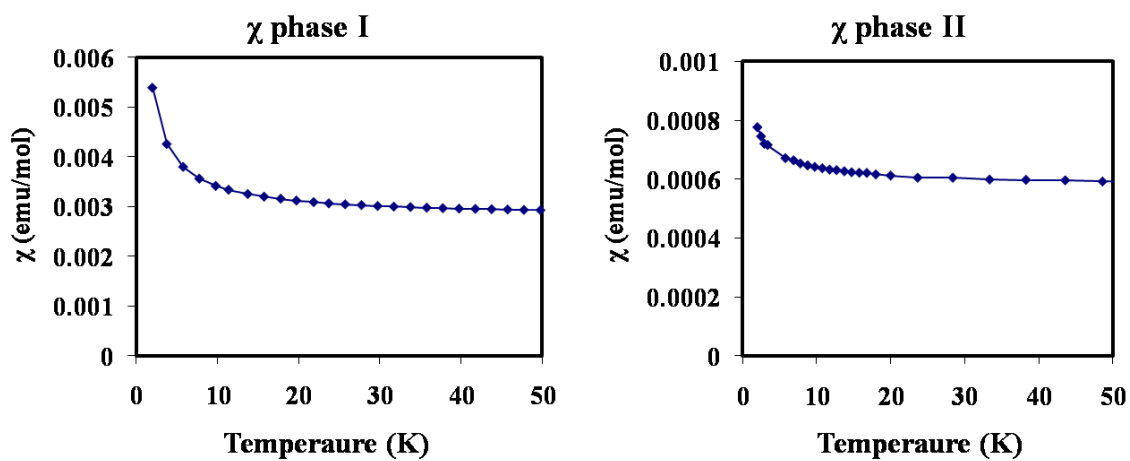 χ phase I
0.006
0.005
0.004
0.003
0.002
0.001
0
χ (emu/mol)
0 10 20 30 40 50
Temperaure (K)
χ phase II
0.001
0.0008
0.0006
0.0004
0.0002
0
χ (emu/mol)
0 10 20 30 40 50
Temperaure (K)